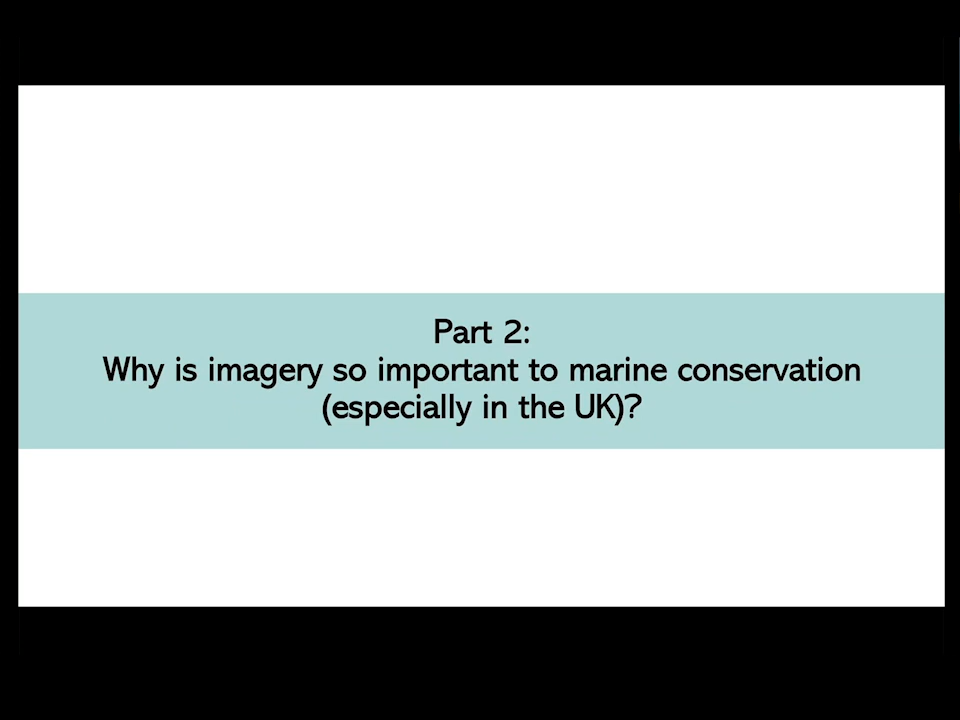 Part 2:
Why is imagery so important to marine conservation
(especially in the UK)?